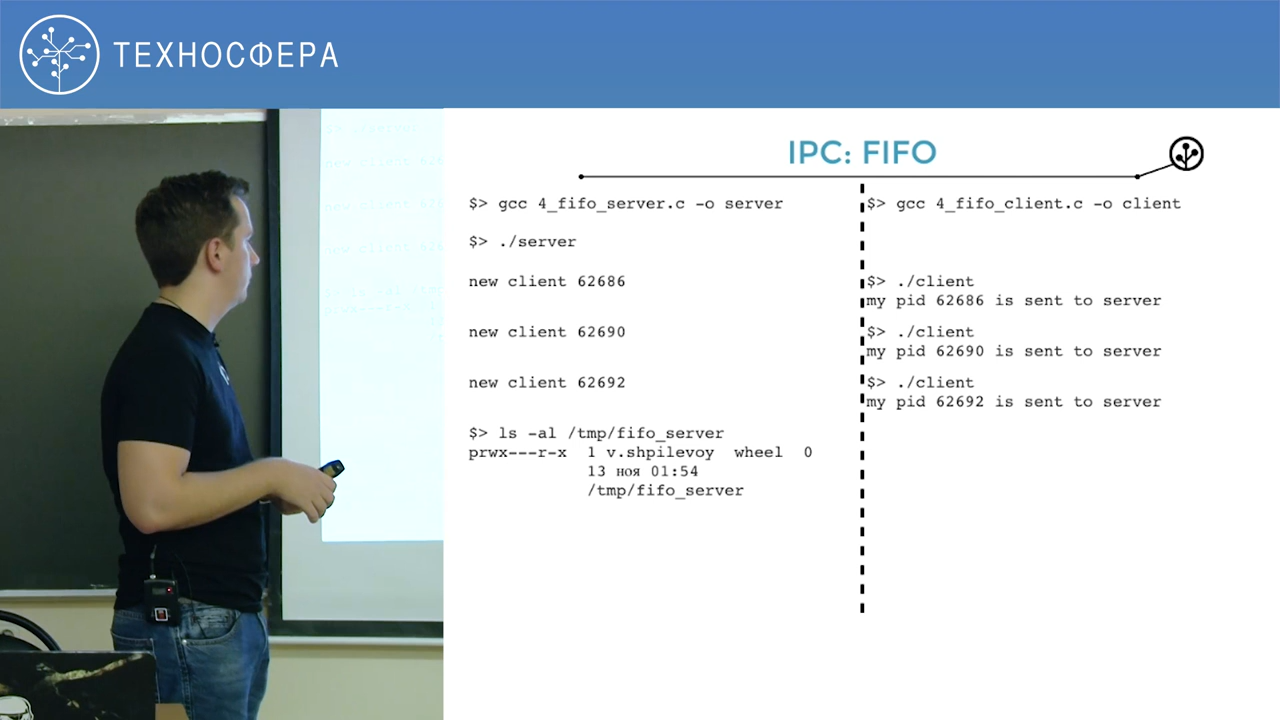 ТЕХНОСФЕРА
IPC: FIFO
$> gcc 4_fifo_server.c -o server
$> ./server
new client 62686
new client 62690
new client 62692
$> ls -al /tmp/fifo_server
prwx---r-x  1 v.shpilevoy  wheel  0
13 ноя 01:54
/tmp/fifo_server
$> gcc 4_fifo_client.c -o client
$> ./client
my pid 62686 is sent to server
$> ./client
my pid 62690 is sent to server
$> ./client
my pid 62692 is sent to server